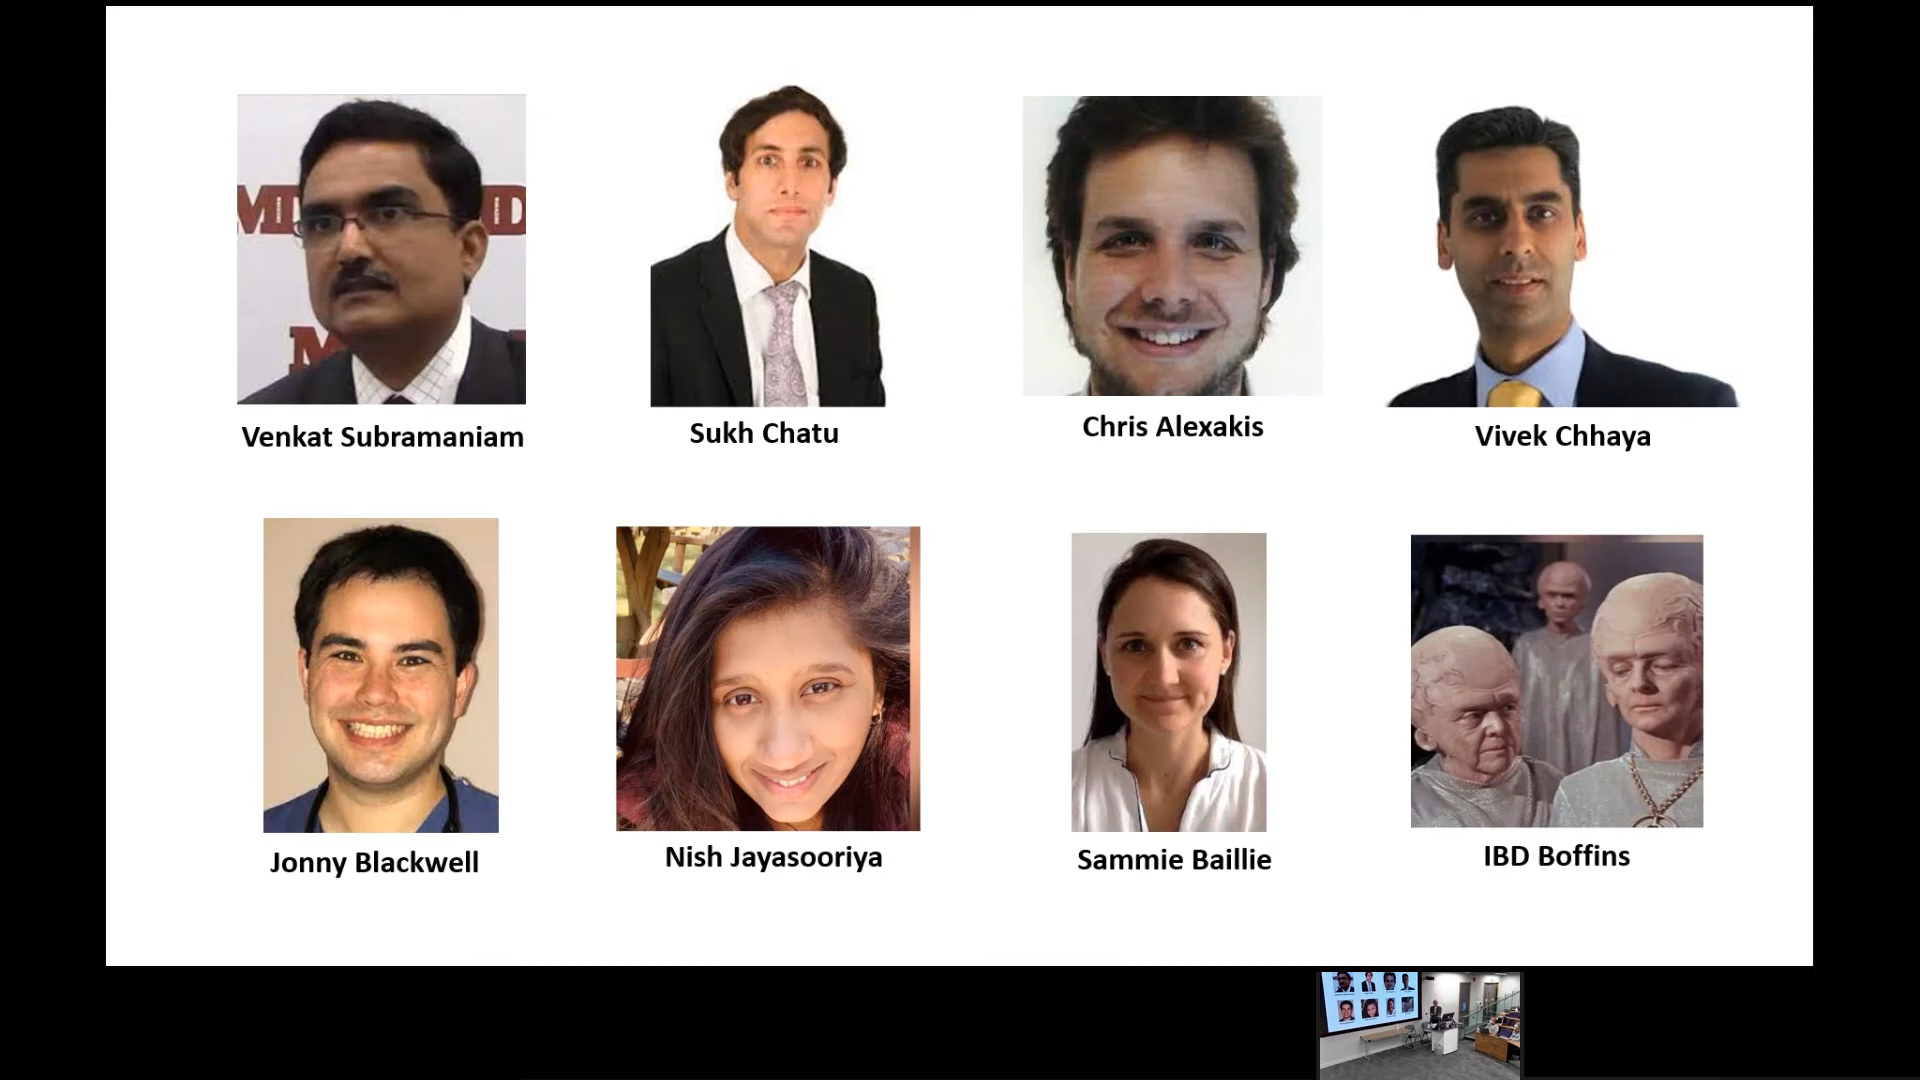 Venkat Subramaniam
Sukh Chatu
Chris Alexakis
Vivek Chhaya
Jonny Blackwell
Nish Jayasooriya
Sammie Baillie
IBD Boffins